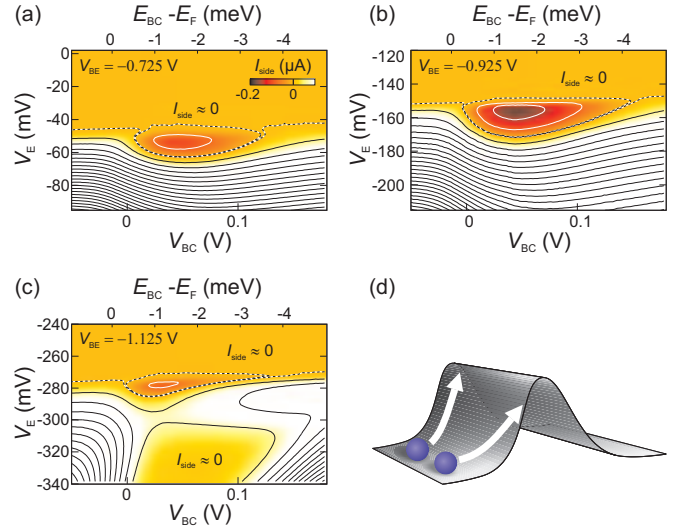 (a)
E_BC -E_F (meV)
0 -1 -2 -3 -4
V_BE = −0.725 V
I_side (μA)
-0.2 0
I_side ≈ 0
0
-20
-40
-60
-80
V_E (mV)
0 0.1
V_BC (V)
(b)
E_BC -E_F (meV)
0 -1 -2 -3 -4
V_BE = −0.925 V
I_side ≈ 0
-120
-140
-160
-180
-200
V_E (mV)
0 0.1
V_BC (V)
(c)
E_BC -E_F (meV)
0 -1 -2 -3 -4
V_BE = −1.125 V
I_side ≈ 0
-240
-260
-280
-300
-320
-340
V_E (mV)
I_side ≈ 0
0 0.1
V_BC (V)
(d)